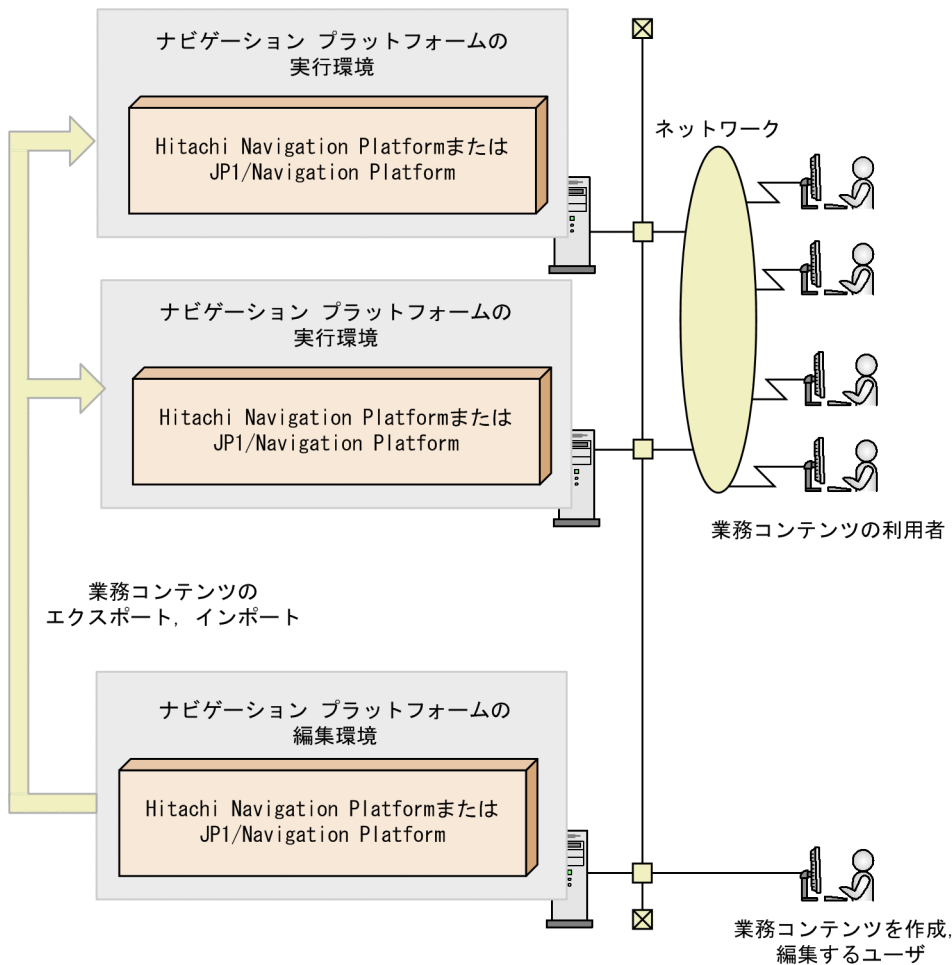 ナビゲーション プラットフォームの
実行環境
Hitachi Navigation Platformまたは
JP1/Navigation Platform
ネットワーク
ナビゲーション プラットフォームの
実行環境
Hitachi Navigation Platformまたは
JP1/Navigation Platform
業務コンテンツの利用者
業務コンテンツの
エクスポート，インポート
ナビゲーション プラットフォームの
編集環境
Hitachi Navigation Platformまたは
JP1/Navigation Platform
業務コンテンツを作成，
編集するユーザ